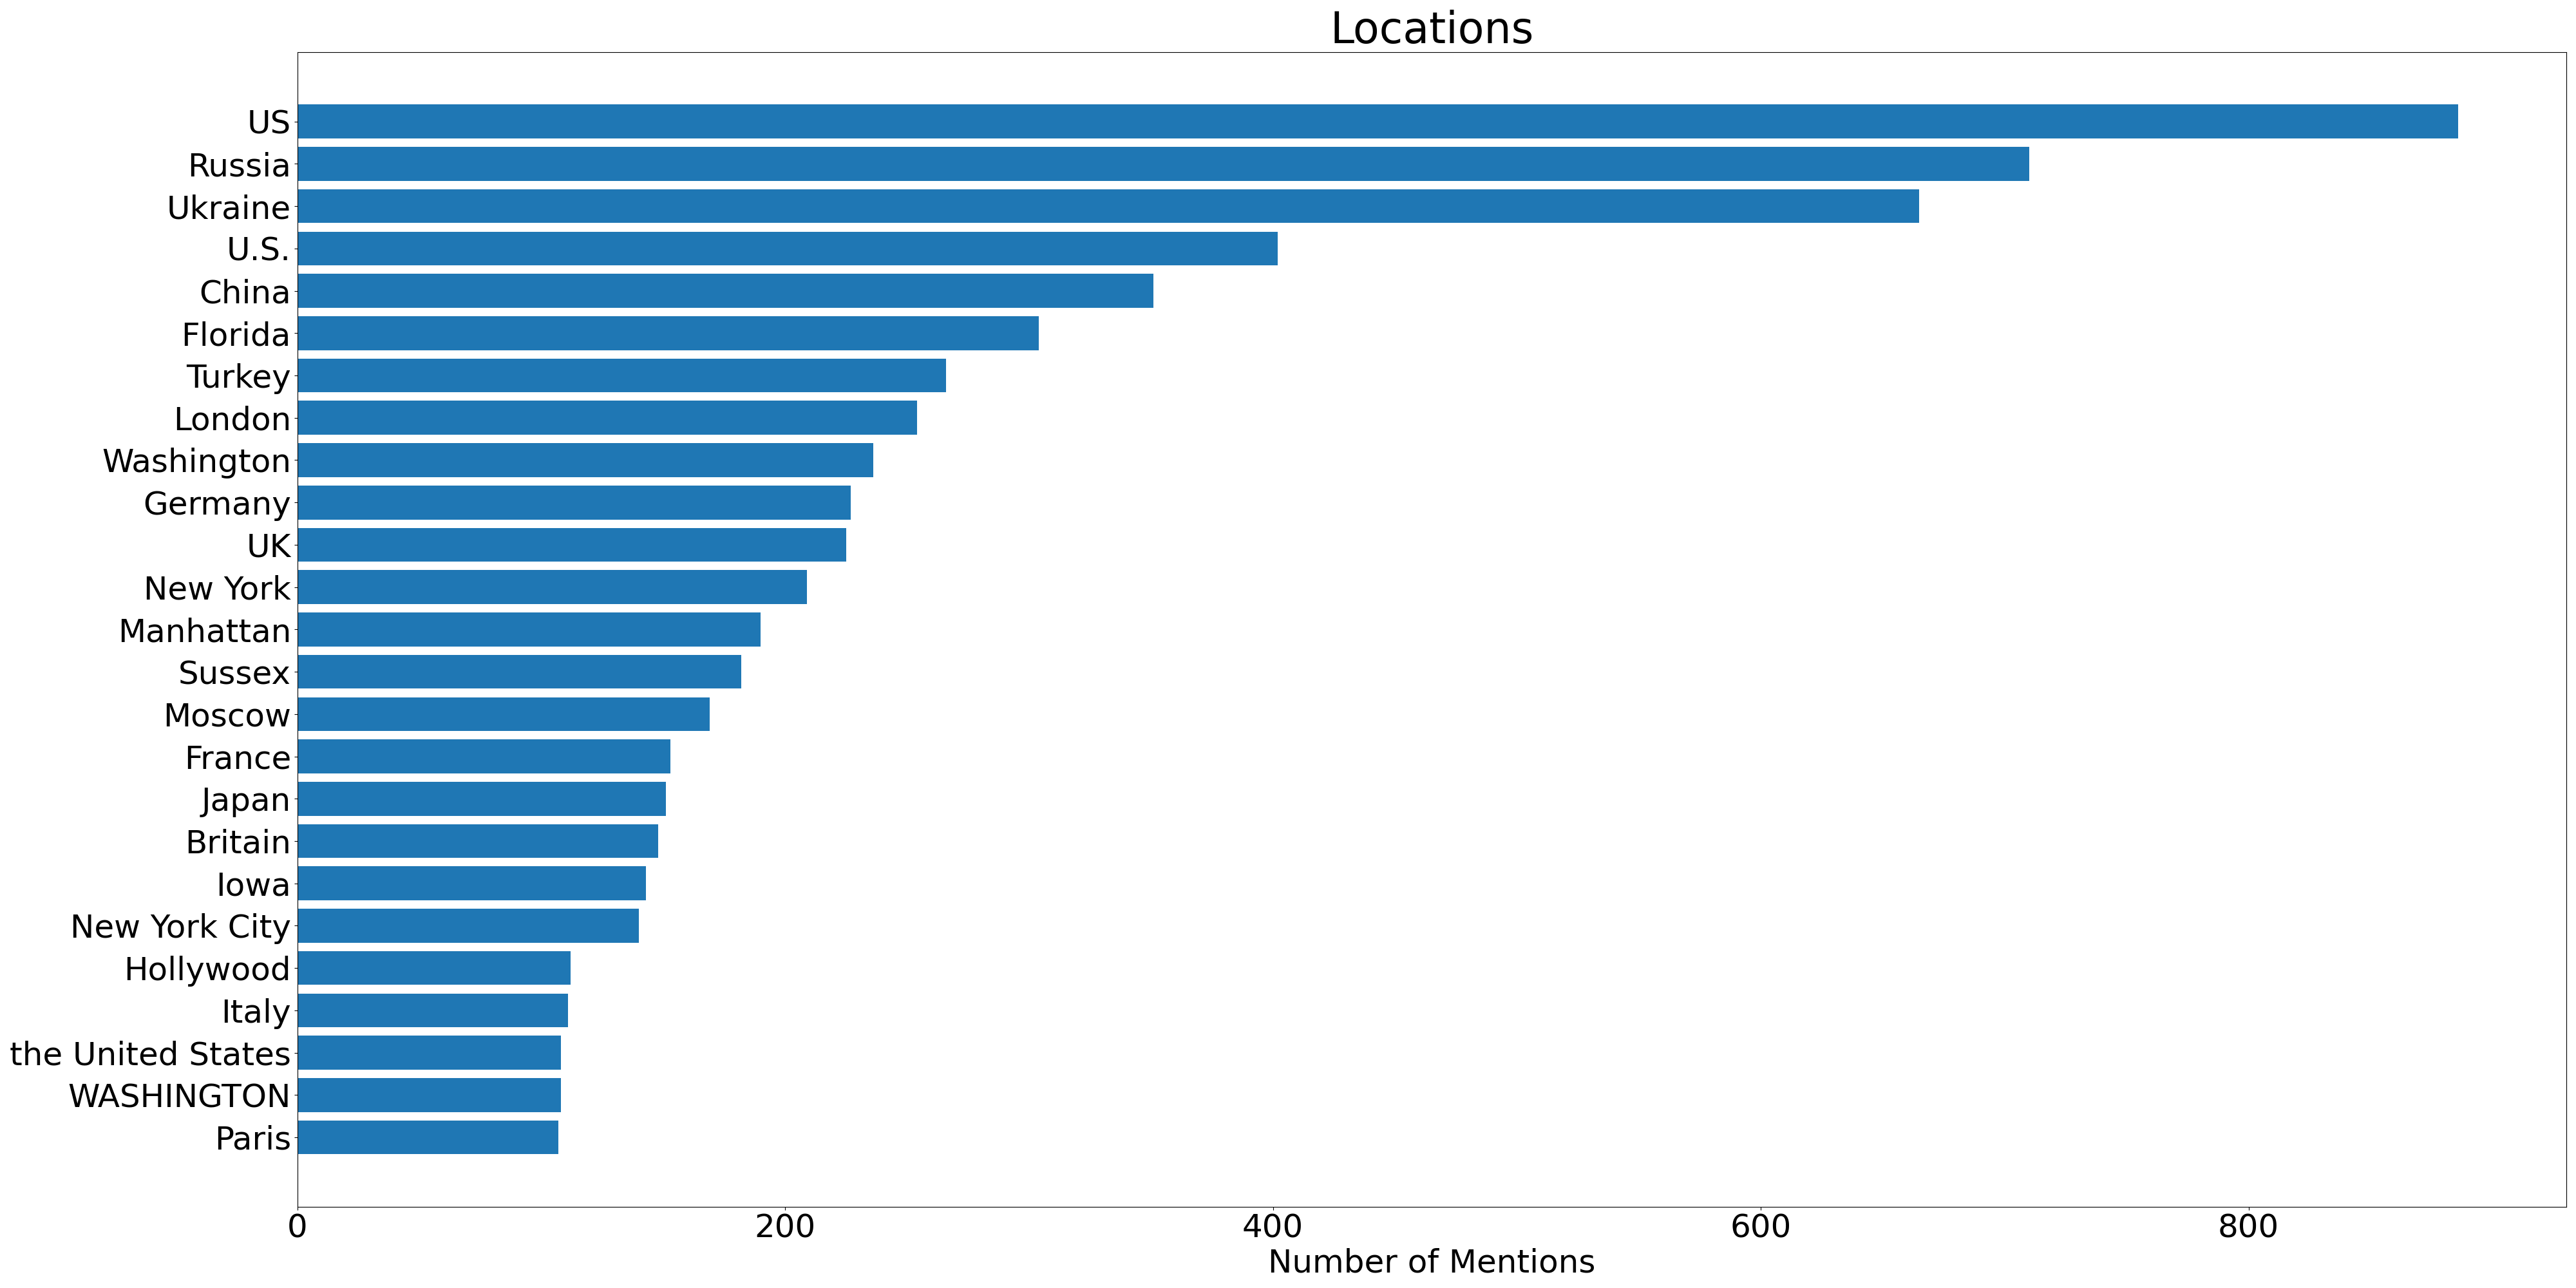 Locations
US
Russia
Ukraine
U.S.
China
Florida
Turkey
London
Washington
Germany
UK
New York
Manhattan
Sussex
Moscow
France
Japan
Britain
Iowa
New York City
Hollywood
Italy
the United States
WASHINGTON
Paris
0 200 400 600 800
Number of Mentions